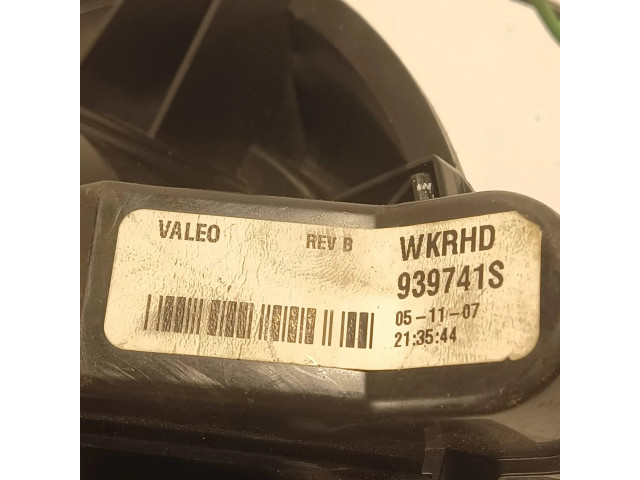 VALEO REV B WKRHD
939741S
05-11-07
21:35:44